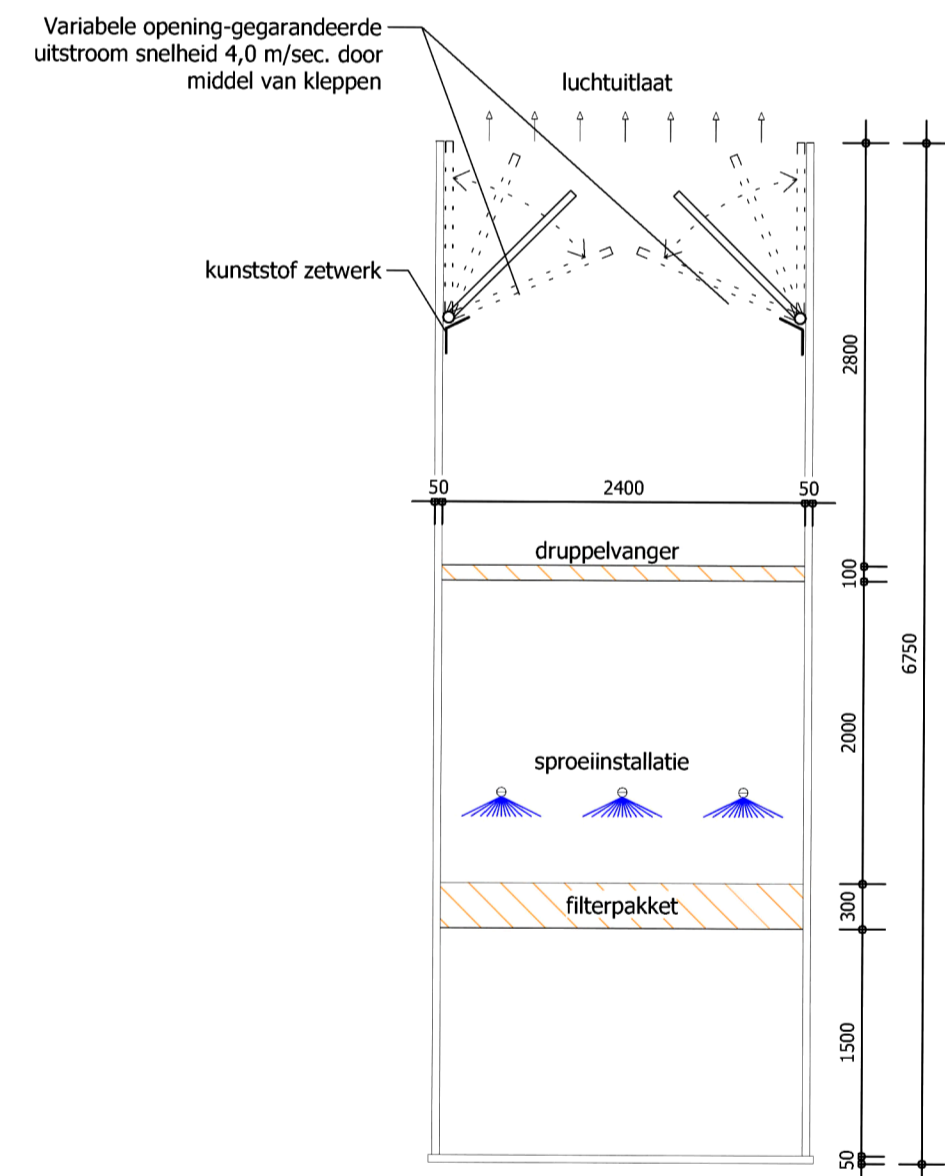 Variabele opening-gegarandeerde
uitstroom snelheid 4,0 m/sec. door
middel van kleppen
luchtuitlaat
kunststof zetwerk
2800
50 2400 50
druppelvanger
100
6750
2000
sproeiinstallatie
300
filterpakket
1500
50